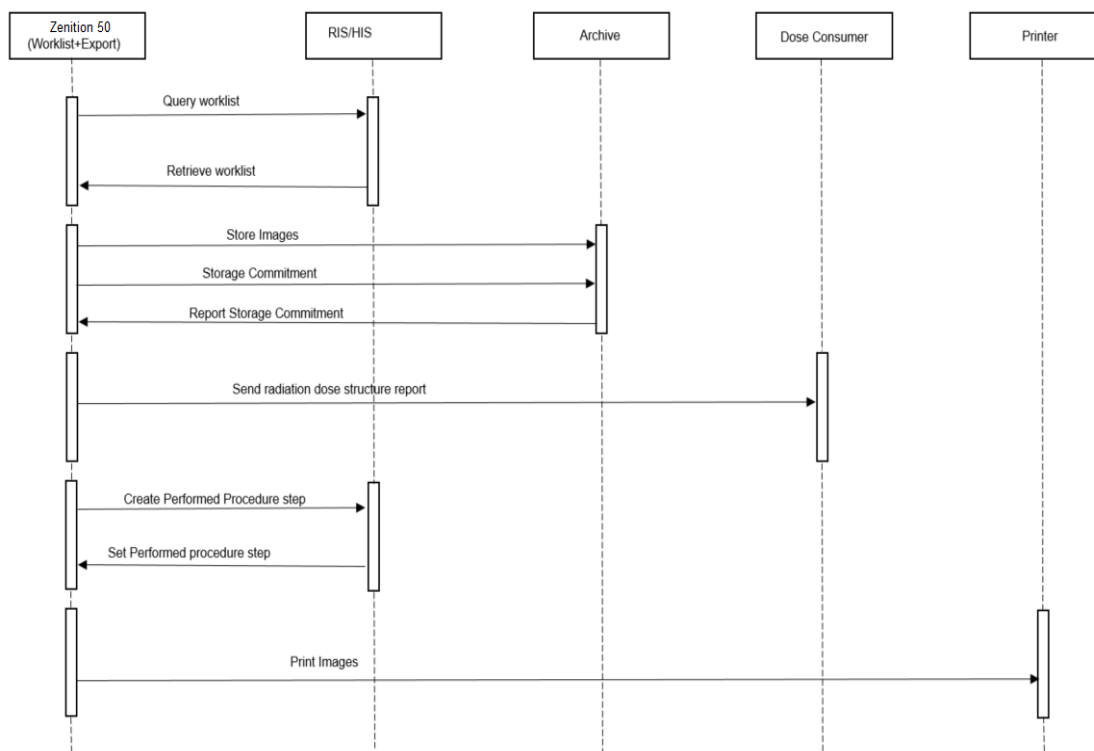 Zenition 50
(Worklist+Export)
RIS/HIS
Archive
Dose Consumer
Printer
Query worklist
Retrieve worklist
Store Images
Storage Commitment
Report Storage Commitment
Send radiation dose structure report
Create Performed Procedure step
Set Performed procedure step
Print Images